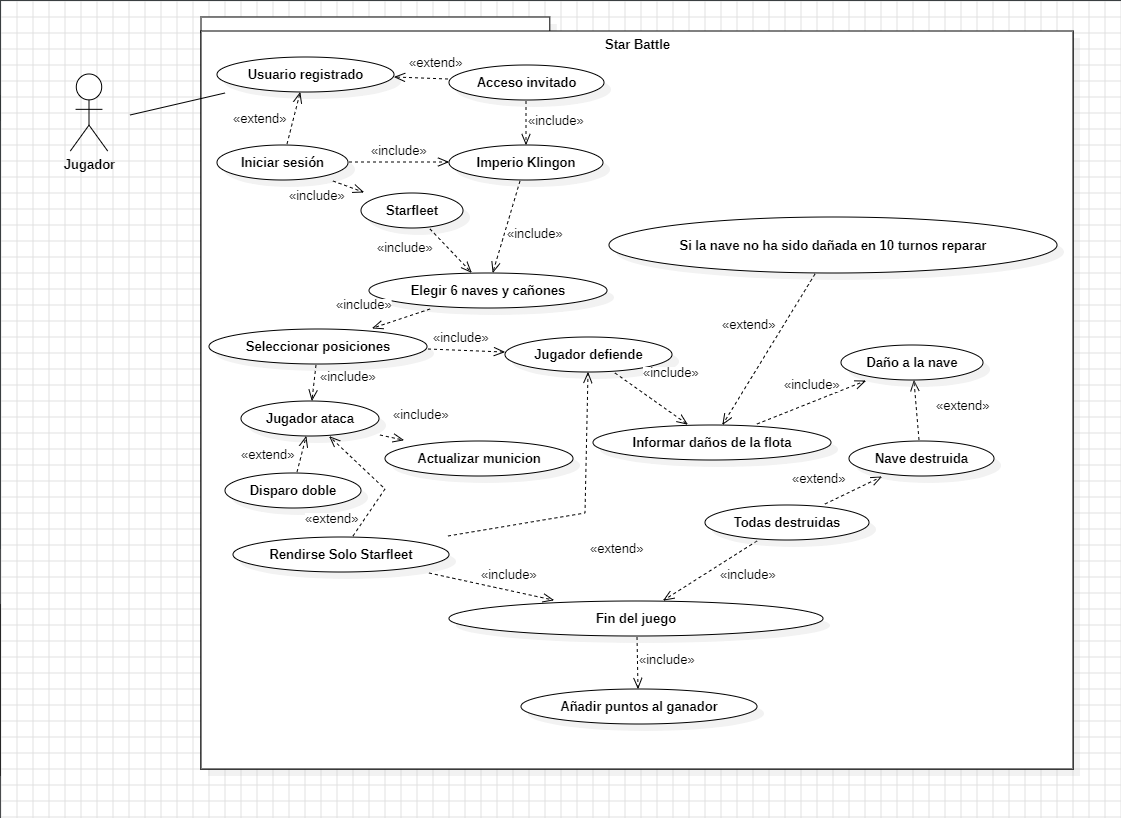 Star Battle
«extend»
Usuario registrado
Acceso invitado
«extend»
«include»
Jugador
Iniciar sesión
«include»
Imperio Klingon
«include»
Starfleet
«include»
«include»
Si la nave no ha sido dañada en 10 turnos reparar
Elegir 6 naves y cañones
«include»
«extend»
Seleccionar posiciones
«include»
Jugador defiende
Daño a la nave
«include»
«include»
«include»
«extend»
Jugador ataca
«include»
Informar daños de la flota
«extend»
Actualizar municion
Nave destruida
«extend»
Disparo doble
«extend»
Todas destruidas
Rendirse Solo Starfleet
«extend»
«include»
«include»
Fin del juego
«include»
Añadir puntos al ganador